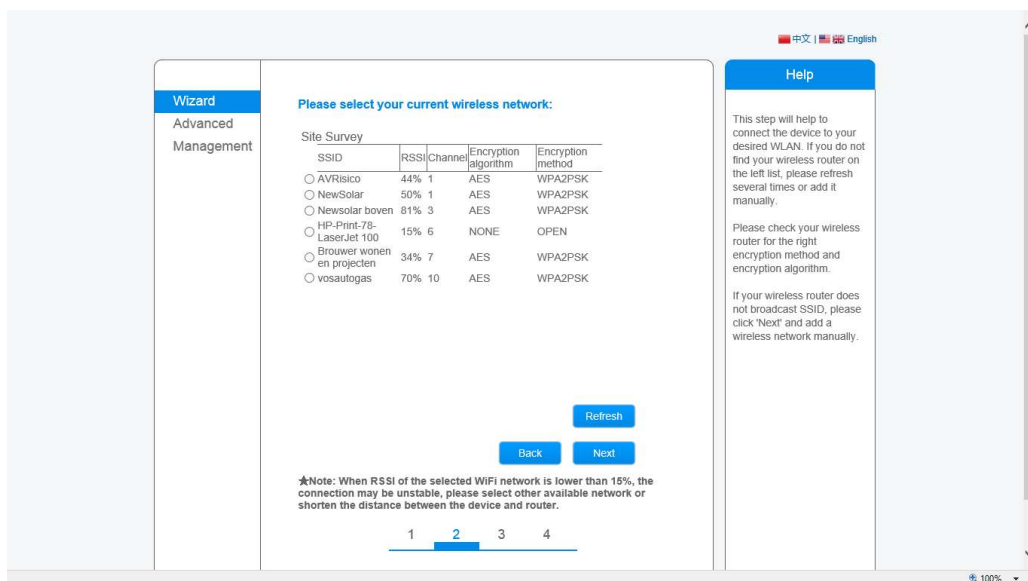 中文 | English
Help
Wizard
Advanced
Management
Please select your current wireless network:
Site Survey
SSID RSSI Channel Encryption algorithm Encryption method
AVRisico 44% 1 AES WPA2PSK
NewSolar 50% 1 AES WPA2PSK
Newsolar boven 81% 3 AES WPA2PSK
HP-Print-78-
LaserJet 100 15% 6 NONE OPEN
Brouwer wonen
en projecten 34% 7 AES WPA2PSK
vosautogas 70% 10 AES WPA2PSK
Refresh
Back Next
★Note: When RSSI of the selected WiFi network is lower than 15%, the
connection may be unstable, please select other available network or
shorten the distance between the device and router.
1 2 3 4
This step will help to
connect the device to your
desired WLAN. If you do not
find your wireless router on
the left list, please refresh
several times or add it
manually.
Please check your wireless
router for the right
encryption method and
encryption algorithm.
If your wireless router does
not broadcast SSID, please
click 'Next' and add a
wireless network manually.
100%